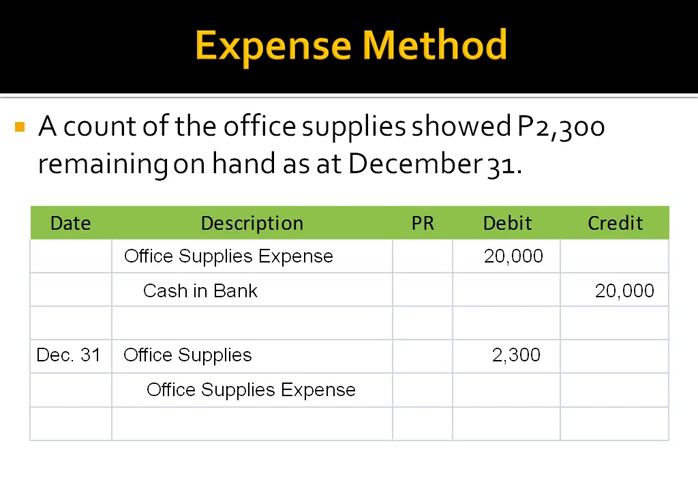 Expense Method
A count of the office supplies showed P2,300
remaining on hand as at December 31.
Date Description PR Debit Credit
Office Supplies Expense 20,000
Cash in Bank 20,000
Dec. 31 Office Supplies 2,300
Office Supplies Expense